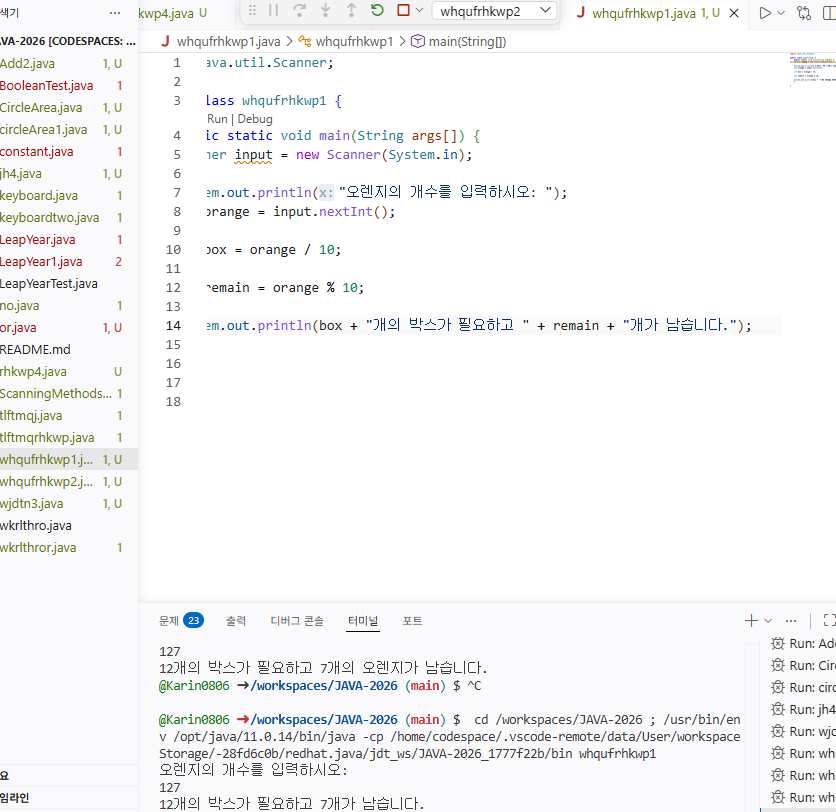 색기 ···
kwp4.java U
whqufrhkwp2
J whqufrhkwp1.java 1, U ×
AVA-2026 [CODESPACES: ...
J whqufrhkwp1.java > whqufrhkwp1 > main(String[])
Add2.java 1, U
BooleanTest.java 1
CircleArea.java 1, U
circleArea1.java 1, U
constant.java 1
jh4.java 1, U
keyboard.java 1
keyboardtwo.java 1
LeapYear.java 1
LeapYear1.java 2
LeapYearTest.java
no.java 1
or.java 1, U
README.md
rhkwp4.java U
ScanningMethods... 1
tlftmqj.java 1
tlftmqrhkwp.java 1
whqufrhkwp1.j... 1, U
whqufrhkwp2.j... 1, U
wjdtn3.java 1, U
wkrlthro.java
wkrlthror.java 1
요
임라인
1 ava.util.Scanner;
2
3 lass whqufrhkwp1 {
Run | Debug
4 ic static void main(String args[]) {
5 ner input = new Scanner(System.in);
6
7 em.out.println(x: "오렌지의 개수를 입력하시오: ");
8 orange = input.nextInt();
9
10 box = orange / 10;
11
12 remain = orange % 10;
13
14 em.out.println(box + "개의 박스가 필요하고 " + remain + "개가 남습니다.");
15
16
17
18
문제 23 출력 디버그 콘솔 터미널 포트
127
12개의 박스가 필요하고 7개의 오렌지가 남습니다.
@Karin0806 ➜/workspaces/JAVA-2026 (main) $ ^C
@Karin0806 ➜/workspaces/JAVA-2026 (main) $  cd /workspaces/JAVA-2026 ; /usr/bin/en
v /opt/java/11.0.14/bin/java -cp /home/codespace/.vscode-remote/data/User/workspace
Storage/-28fd6c0b/redhat.java/jdt_ws/JAVA-2026_1777f22b/bin whqufrhkwp1
오렌지의 개수를 입력하시오:
127
12개의 박스가 필요하고 7개가 남습니다.
Run: Add
Run: Circ
Run: circ
Run: jh4
Run: wjd
Run: wh
Run: wh
Run: wh